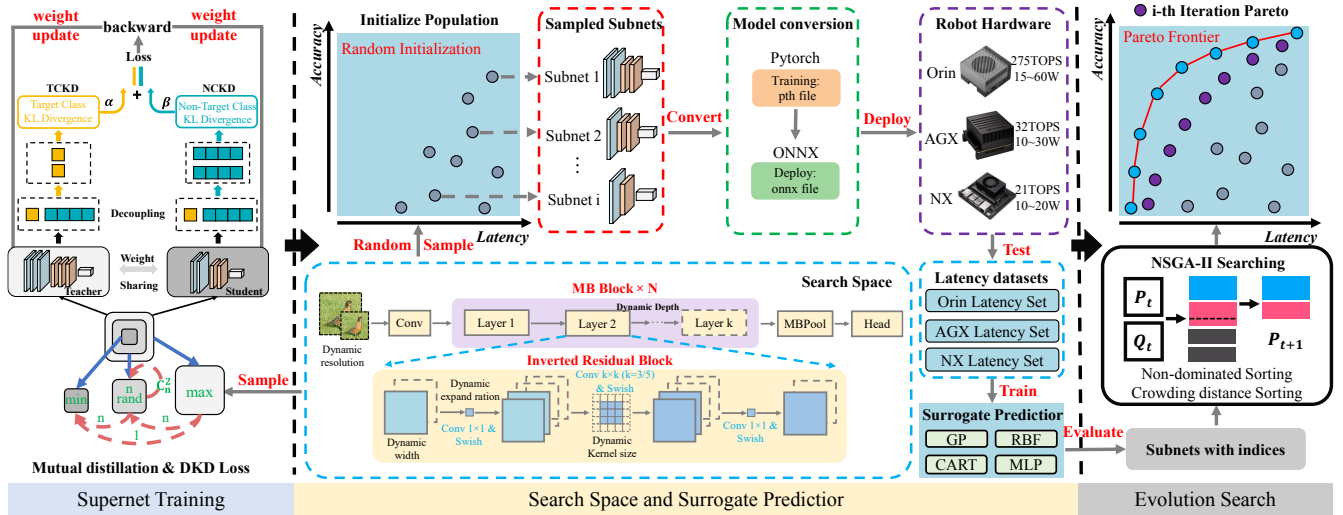 weight
update
backward
weight
update
Loss
+
TCKD
α
β
NCKD
Target Class
KL Divergence
Non-Target Class
KL Divergence
Decoupling
Teacher
Weight
Sharing
Student
min
n
rand
C_n^2
max
n
n
1
Sample
Mutual distillation & DKD Loss
Supernet Training
Initialize Population
Accuracy
Random Initialization
Latency
Random Sample
Sampled Subnets
Subnet 1
Subnet 2
⋮
Subnet i
Convert
Model conversion
Pytorch
Training:
pth file
ONNX
Deploy:
onnx file
Deploy
Robot Hardware
Orin
275TOPS
15~60W
AGX
32TOPS
10~30W
NX
21TOPS
10~20W
Test
Search Space
MB Block × N
Dynamic
resolution
Conv
Layer 1
Layer 2
Dynamic Depth
Layer k
MBPool
Head
Inverted Residual Block
Dynamic
width
Dynamic
expand ration
Conv 1×1 &
Swish
Conv k×k (k=3/5)
& Swish
Dynamic
Kernel size
Conv 1×1 &
Swish
Latency datasets
Orin Latency Set
AGX Latency Set
NX Latency Set
Train
Surrogate Predictior
GP
RBF
CART
MLP
Evaluate
Search Space and Surrogate Predictior
i-th Iteration Pareto
Accuracy
Pareto Frontier
Latency
NSGA-II Searching
P_t
Q_t
P_{t+1}
Non-dominated Sorting
Crowding distance Sorting
Subnets with indices
Evolution Search